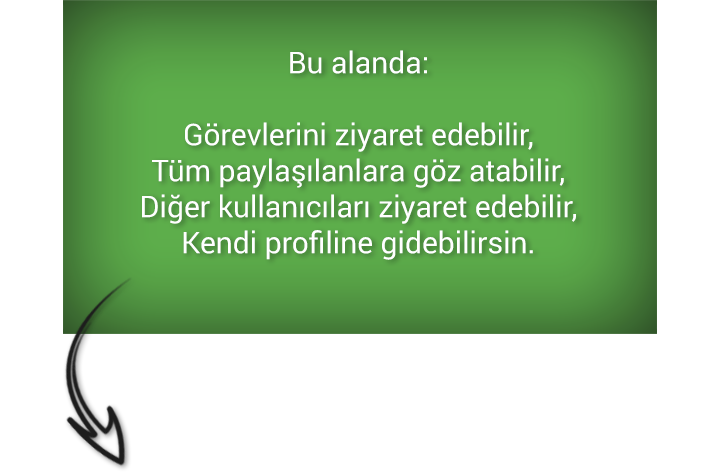 Bu alanda:
Görevlerini ziyaret edebilir,
Tüm paylaşılanlara göz atabilir,
Diğer kullanıcıları ziyaret edebilir,
Kendi profiline gidebilirsin.